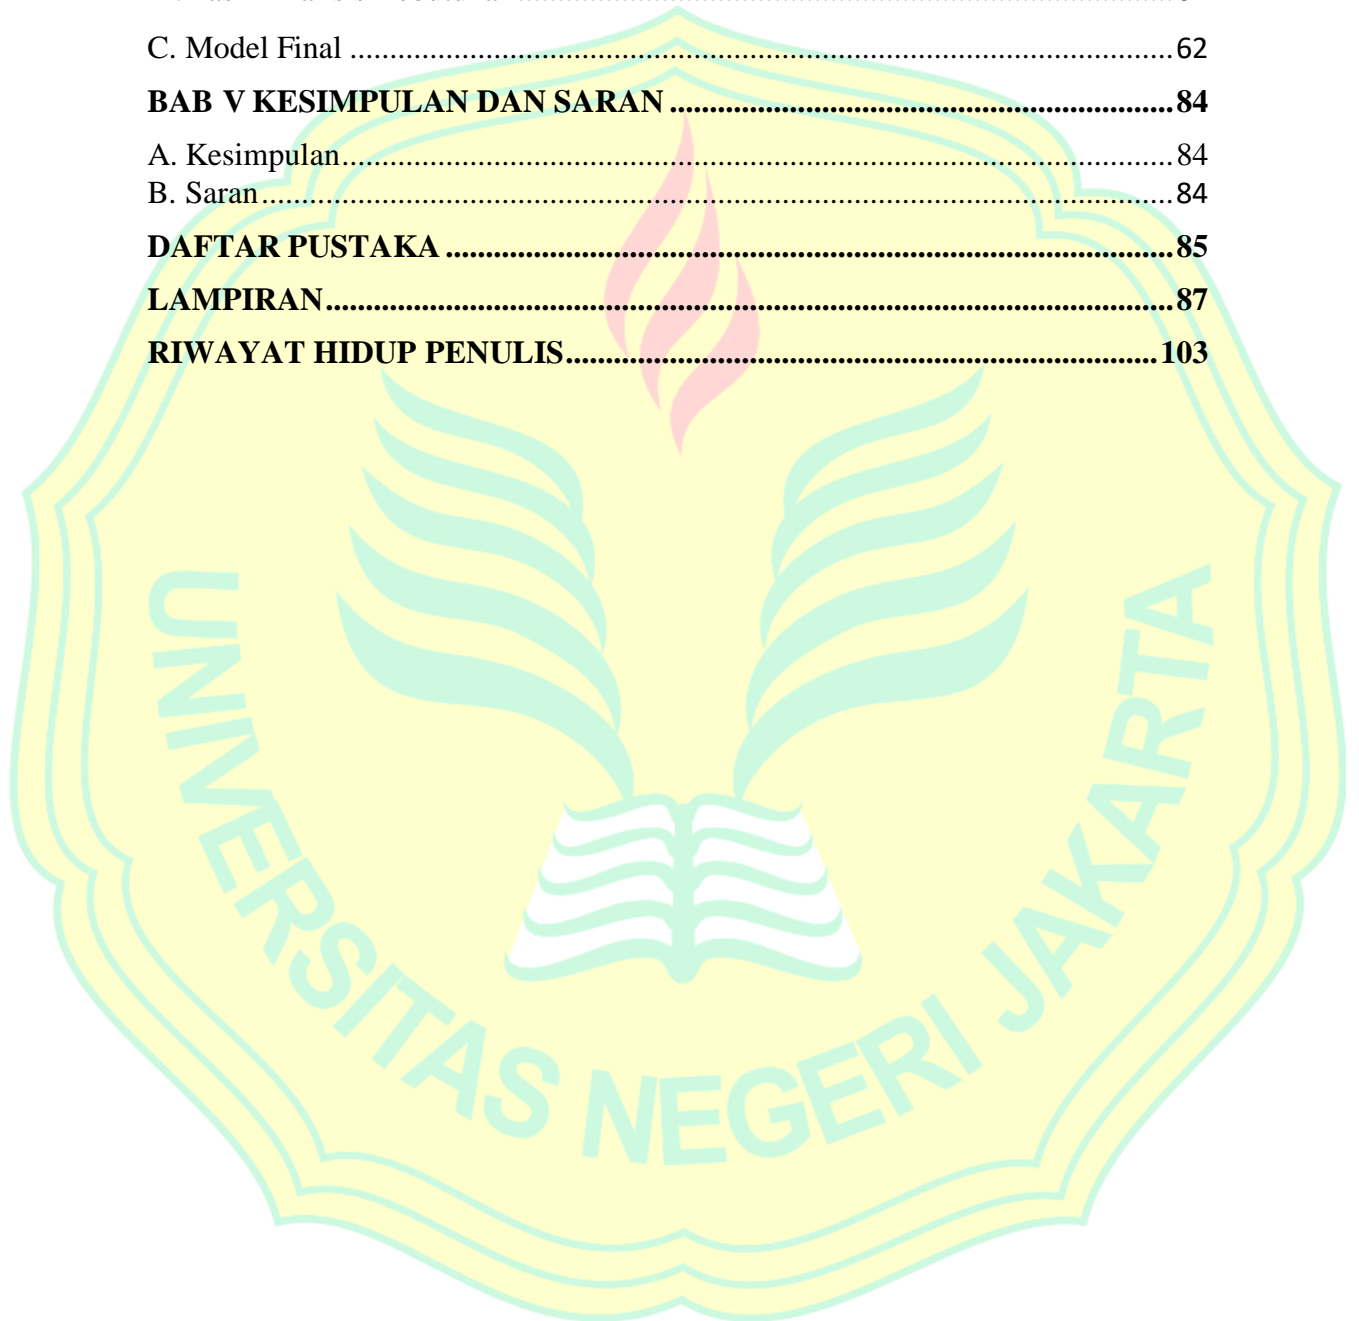 C. Model Final ........................................................................................................ 62
BAB V KESIMPULAN DAN SARAN ............................................................... 84
A. Kesimpulan......................................................................................................... 84
B. Saran................................................................................................................... 84
DAFTAR PUSTAKA ........................................................................................... 85
LAMPIRAN.......................................................................................................... 87
RIWAYAT HIDUP PENULIS.......................................................................... 103
UNIVERSITAS NEGERI JAKARTA